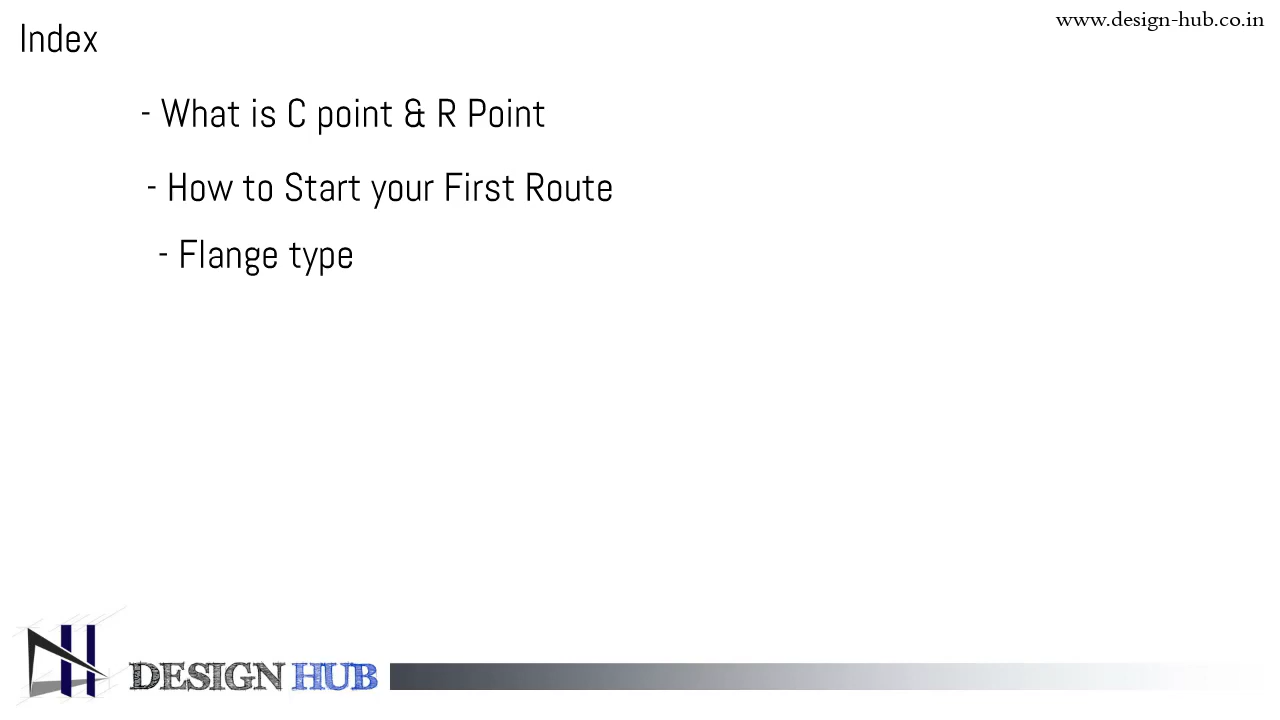 www.design-hub.co.in
Index
- What is C point & R Point
- How to Start your First Route
- Flange type
DESIGN HUB